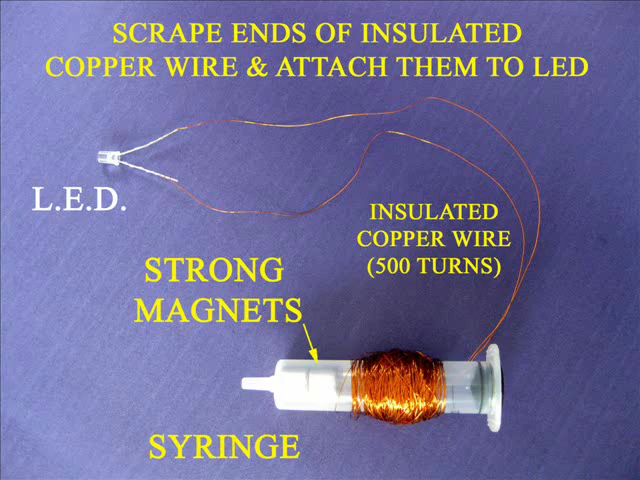 SCRAPE ENDS OF INSULATED
COPPER WIRE & ATTACH THEM TO LED
L.E.D.
INSULATED
COPPER WIRE
(500 TURNS)
STRONG
MAGNETS
SYRINGE